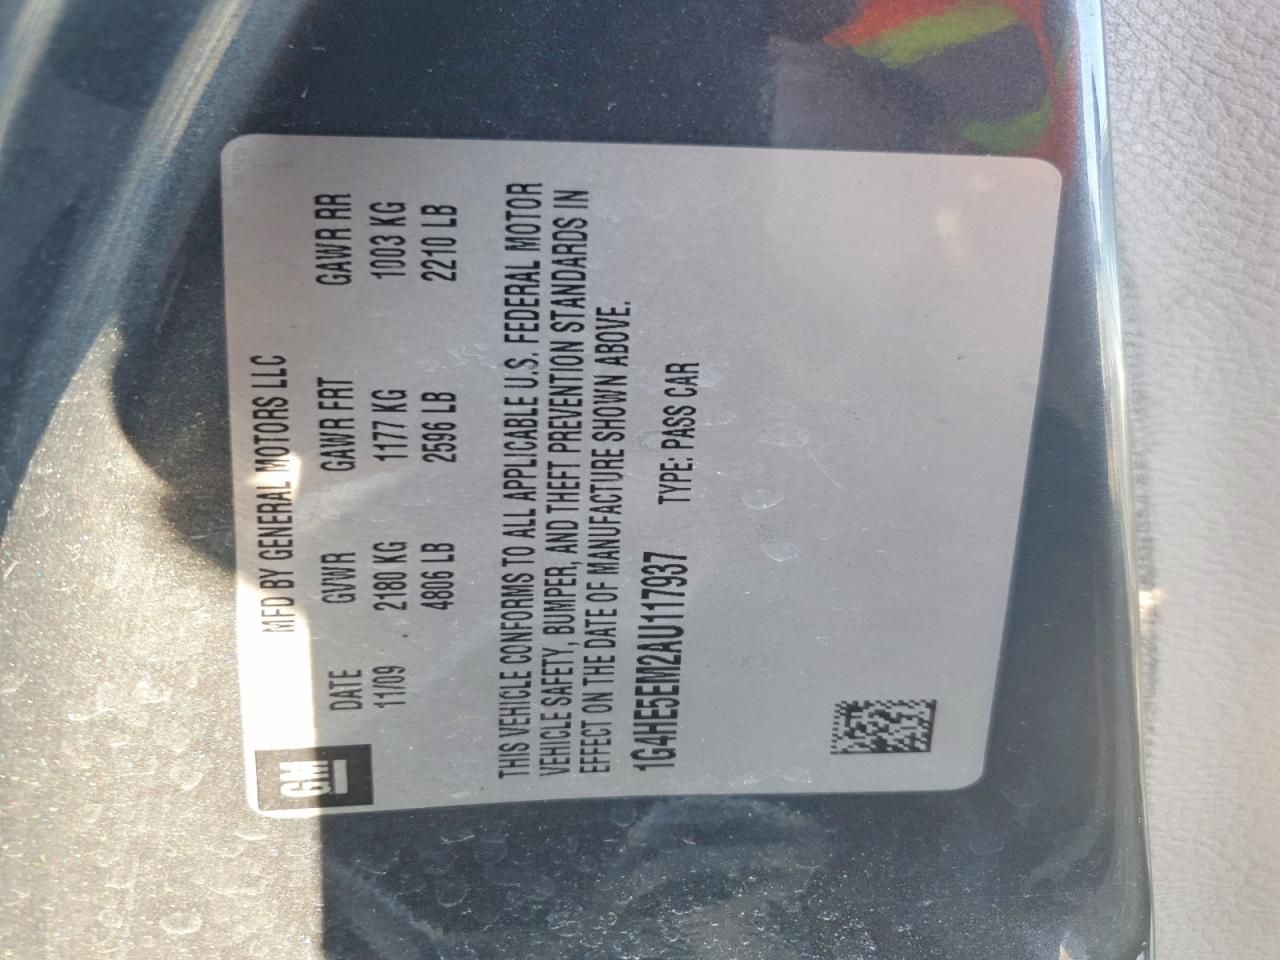 GM
MFD BY GENERAL MOTORS LLC
DATE GVWR GAWR FRT GAWR RR
11/09 2180 KG 1177 KG 1003 KG
4806 LB 2596 LB 2210 LB
THIS VEHICLE CONFORMS TO ALL APPLICABLE U.S. FEDERAL MOTOR
VEHICLE SAFETY, BUMPER, AND THEFT PREVENTION STANDARDS IN
EFFECT ON THE DATE OF MANUFACTURE SHOWN ABOVE.
1G4HE5EM2AU117937 TYPE: PASS CAR